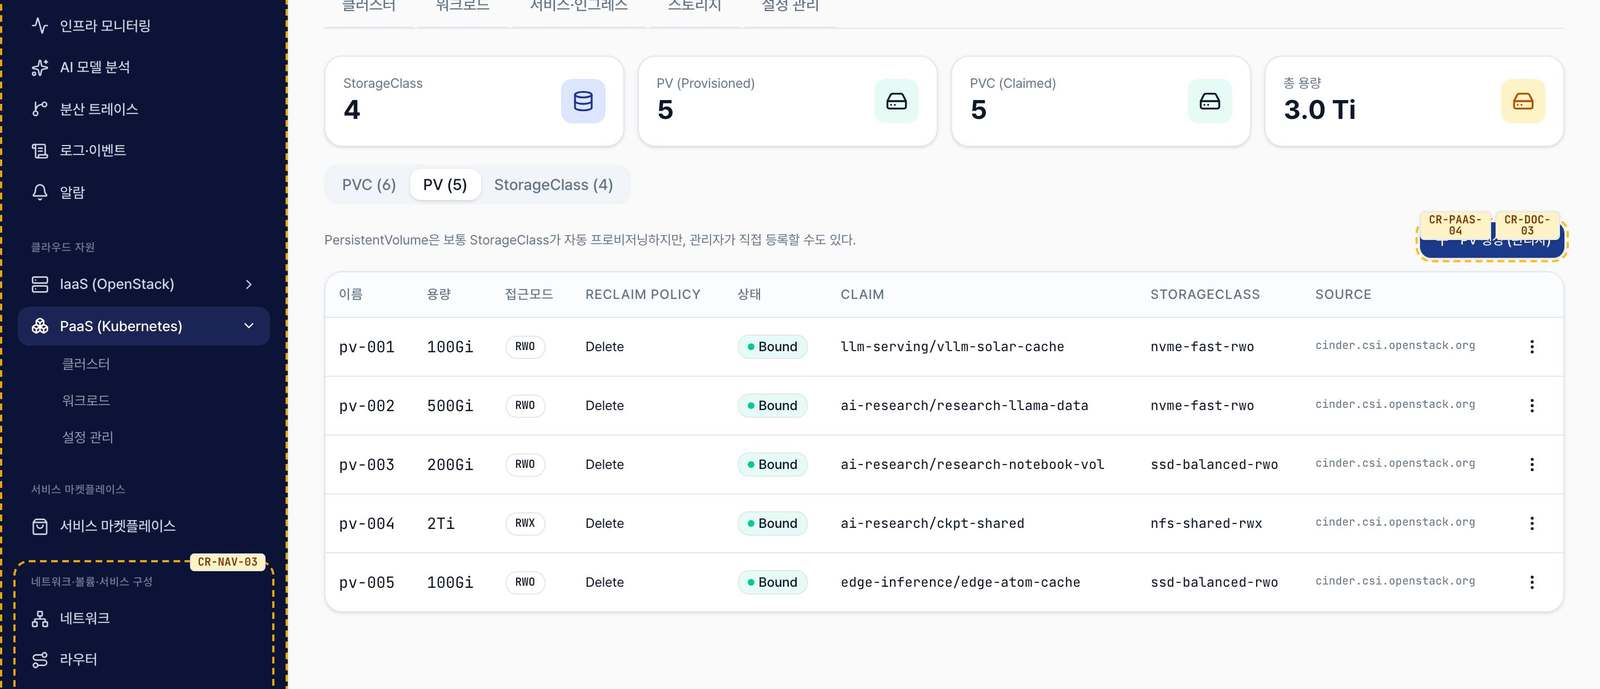 인프라 모니터링
AI 모델 분석
분산 트레이스
로그·이벤트
알람
클라우드 자원
IaaS (OpenStack)
PaaS (Kubernetes)
클러스터
워크로드
설정 관리
서비스 마켓플레이스
서비스 마켓플레이스
CR-NAV-03
네트워크·볼륨·서비스 구성
네트워크
라우터
클러스터 워크로드 서비스·인그레스 스토리지 설정 관리
StorageClass
4
PV (Provisioned)
5
PVC (Claimed)
5
총 용량
3.0 Ti
PVC (6) PV (5) StorageClass (4)
PersistentVolume은 보통 StorageClass가 자동 프로비저닝하지만, 관리자가 직접 등록할 수도 있다.
CR-PAAS-04
CR-DOC-03
이름 용량 접근모드 RECLAIM POLICY 상태 CLAIM STORAGECLASS SOURCE
pv-001 100Gi RWO Delete Bound llm-serving/vllm-solar-cache nvme-fast-rwo cinder.csi.openstack.org
pv-002 500Gi RWO Delete Bound ai-research/research-llama-data nvme-fast-rwo cinder.csi.openstack.org
pv-003 200Gi RWO Delete Bound ai-research/research-notebook-vol ssd-balanced-rwo cinder.csi.openstack.org
pv-004 2Ti RWX Delete Bound ai-research/ckpt-shared nfs-shared-rwx cinder.csi.openstack.org
pv-005 100Gi RWO Delete Bound edge-inference/edge-atom-cache ssd-balanced-rwo cinder.csi.openstack.org